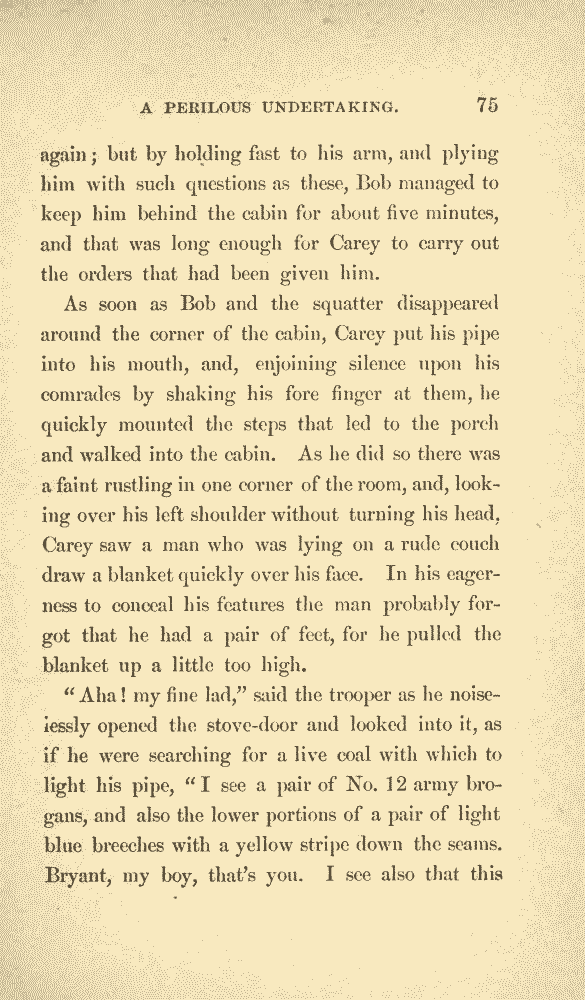 A PERILOUS UNDERTAKING. 75
again; but by holding fast to his arm, and plying
him with such questions as these, Bob managed to
keep him behind the cabin for about five minutes,
and that was long enough for Carey to carry out
the orders that had been given him.
As soon as Bob and the squatter disappeared
around the corner of the cabin, Carey put his pipe
into his mouth, and, enjoining silence upon his
comrades by shaking his fore finger at them, he
quickly mounted the steps that led to the porch
and walked into the cabin. As he did so there was
a faint rustling in one corner of the room, and, look-
ing over his left shoulder without turning his head,
Carey saw a man who was lying on a rude couch
draw a blanket quickly over his face. In his eager-
ness to conceal his features the man probably for-
got that he had a pair of feet, for he pulled the
blanket up a little too high.
“Aha! my fine lad,” said the trooper as he noise-
lessly opened the stove-door and looked into it, as
if he were searching for a live coal with which to
light his pipe, “I see a pair of No. 12 army bro-
gans, and also the lower portions of a pair of light
blue breeches with a yellow stripe down the seams.
Bryant, my boy, that’s you. I see also that this